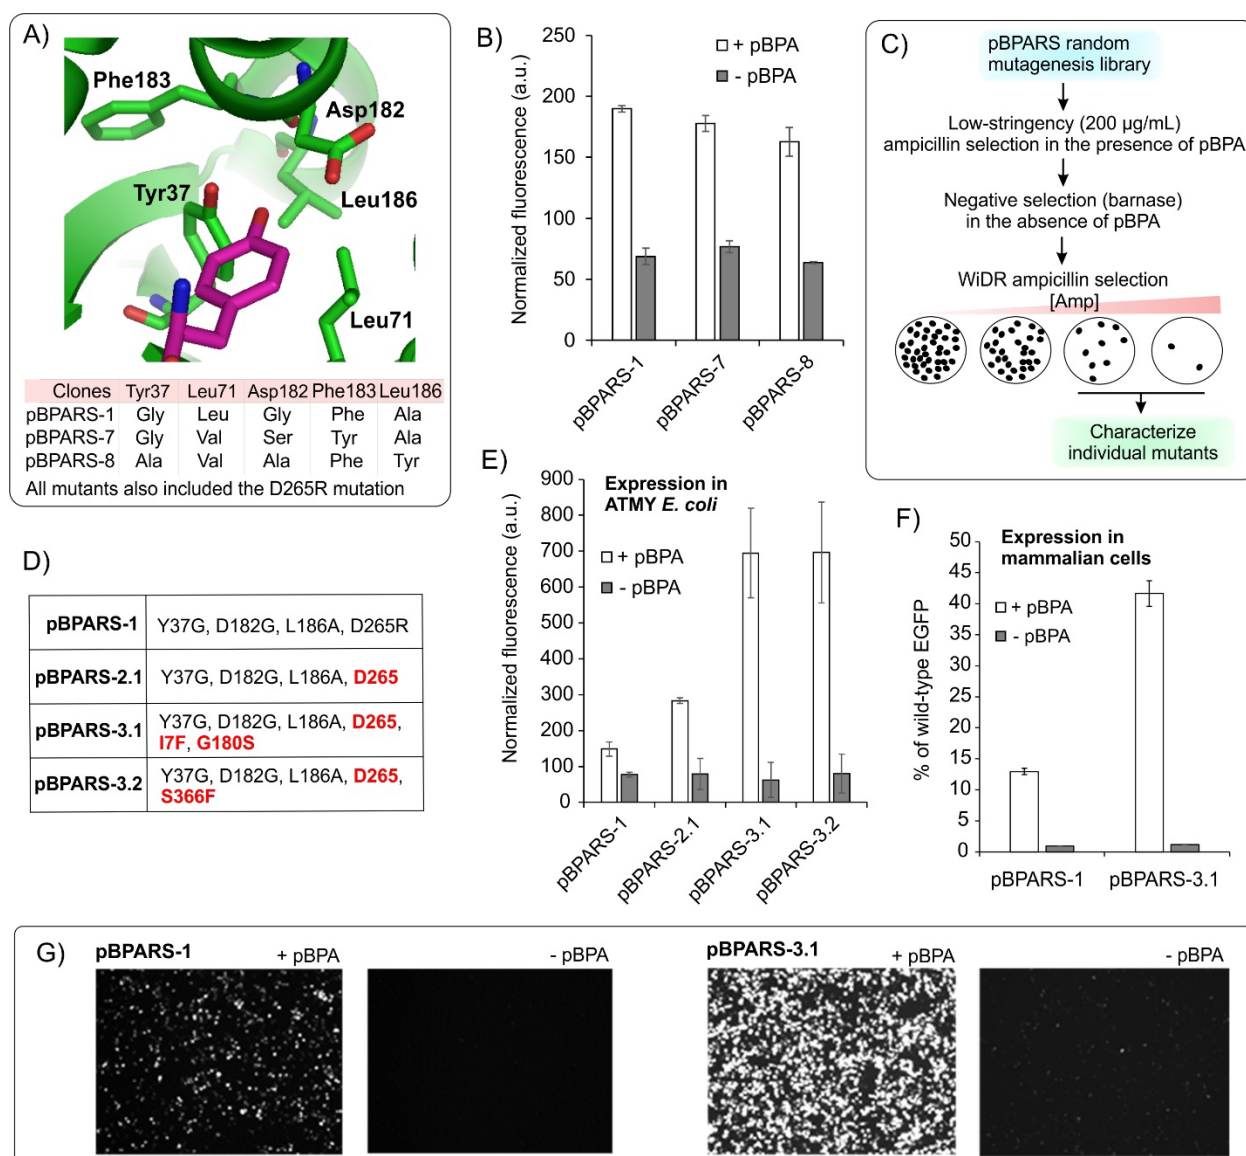 A)
Phe183
Asp182
Tyr37
Leu186
Leu71
Clones Tyr37 Leu71 Asp182 Phe183 Leu186
pBPARS-1 Gly Leu Gly Phe Ala
pBPARS-7 Gly Val Ser Tyr Ala
pBPARS-8 Ala Val Ala Phe Tyr
All mutants also included the D265R mutation
B)
Normalized fluorescence (a.u.)
250
200
150
100
50
0
+ pBPA
- pBPA
pBPARS-1
pBPARS-7
pBPARS-8
C)
pBPARS random
mutagenesis library
Low-stringency (200 µg/mL)
ampicillin selection in the presence of pBPA
Negative selection (barnase)
in the absence of pBPA
WiDR ampicillin selection
[Amp]
Characterize
individual mutants
D)
pBPARS-1 Y37G, D182G, L186A, D265R
pBPARS-2.1 Y37G, D182G, L186A, D265
pBPARS-3.1 Y37G, D182G, L186A, D265,
I7F, G180S
pBPARS-3.2 Y37G, D182G, L186A, D265,
S366F
E)
Normalized fluorescence (a.u.)
900
800
700
600
500
400
300
200
100
0
Expression in
ATMY E. coli
+ pBPA
- pBPA
pBPARS-1
pBPARS-2.1
pBPARS-3.1
pBPARS-3.2
F)
% of wild-type EGFP
50
45
40
35
30
25
20
15
10
5
0
Expression in
mammalian cells
+ pBPA
- pBPA
pBPARS-1
pBPARS-3.1
G)
pBPARS-1
+ pBPA
- pBPA
pBPARS-3.1
+ pBPA
- pBPA